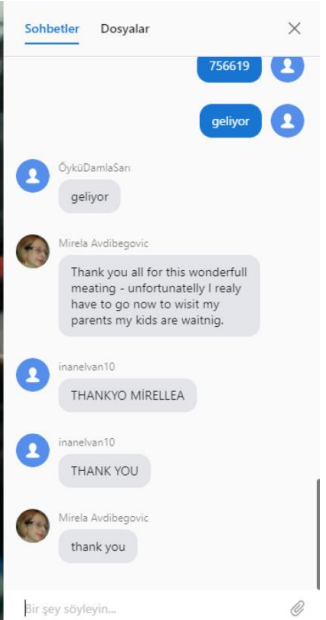 Sohbetler Dosyalar
756619
geliyor
ÖyküDamlaSarı
geliyor
Mirela Avdibegovic
Thank you all for this wonderfull
meating - unfortunatelly I realy
have to go now to wisit my
parents my kids are waitnig.
inanelvan10
THANKYO MİRELLEA
inanelvan10
THANK YOU
Mirela Avdibegovic
thank you
Bir şey söyleyin...